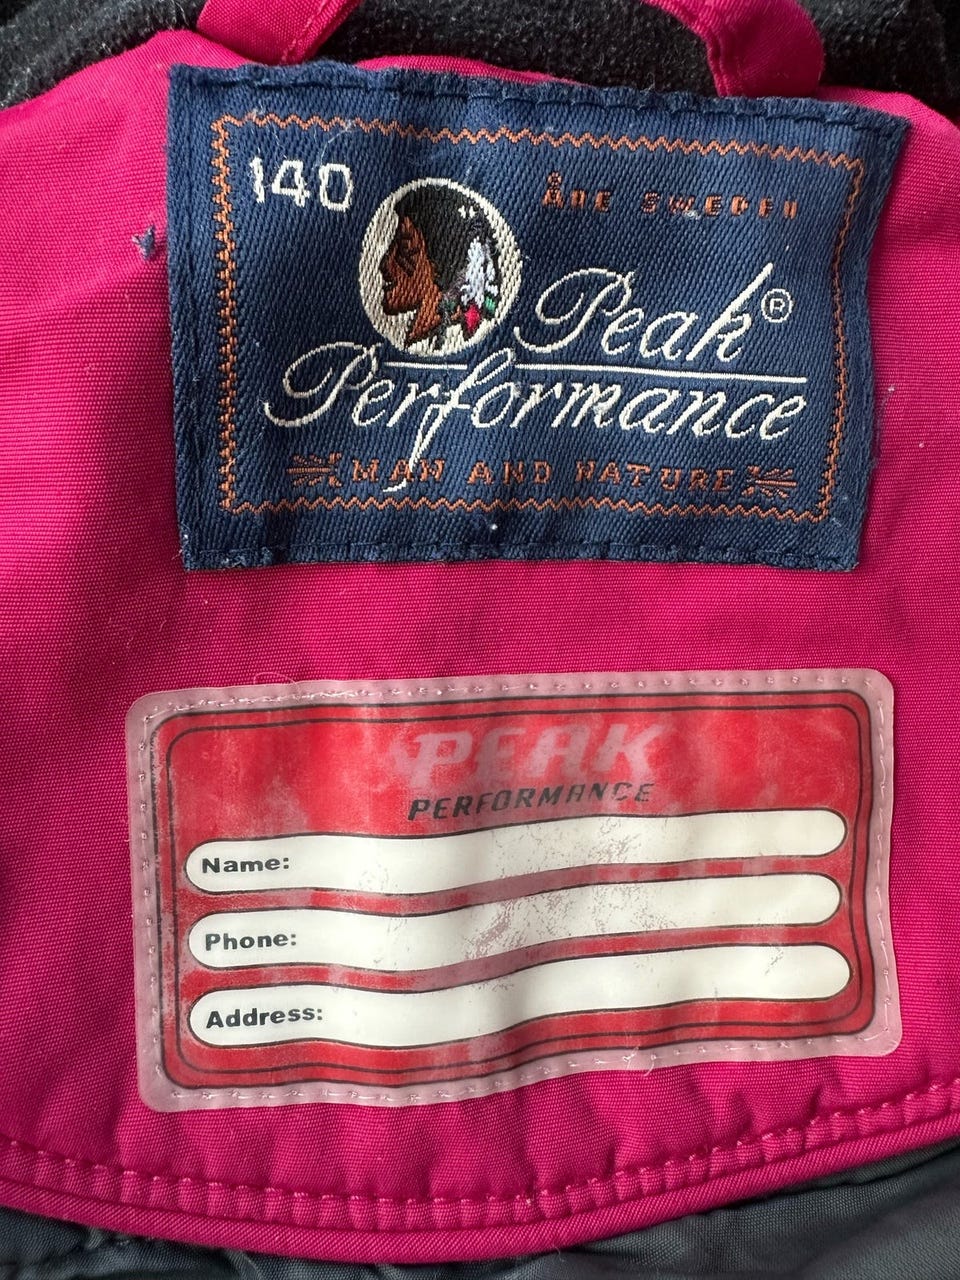 140
ÅRE SWEDEN
Peak®
Performance
MAN AND NATURE
PEAK
PERFORMANCE
Name:
Phone:
Address: